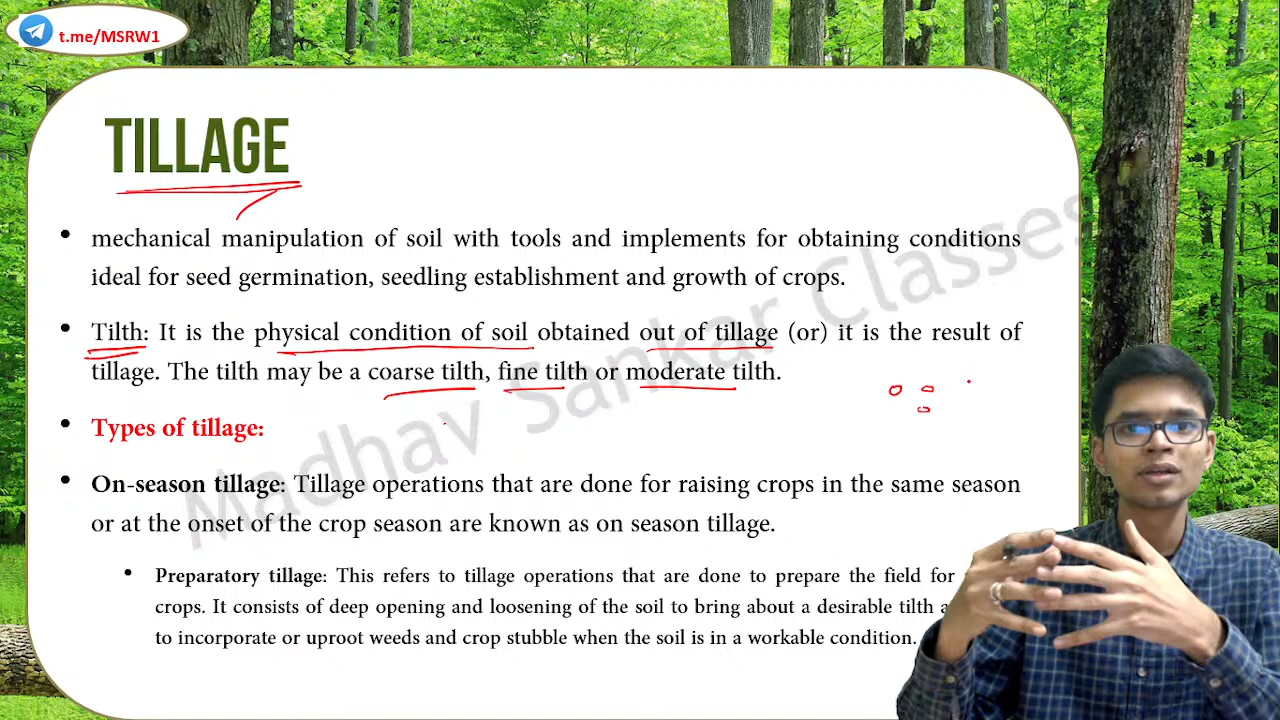 t.me/MSRW1
TILLAGE
• mechanical manipulation of soil with tools and implements for obtaining conditions
ideal for seed germination, seedling establishment and growth of crops.
• Tilth: It is the physical condition of soil obtained out of tillage (or) it is the result of
tillage. The tilth may be a coarse tilth, fine tilth or moderate tilth.
• Types of tillage:
• On-season tillage: Tillage operations that are done for raising crops in the same season
or at the onset of the crop season are known as on season tillage.
• Preparatory tillage: This refers to tillage operations that are done to prepare the field for
crops. It consists of deep opening and loosening of the soil to bring about a desirable tilth
to incorporate or uproot weeds and crop stubble when the soil is in a workable condition.
Madhav Sankar Classes